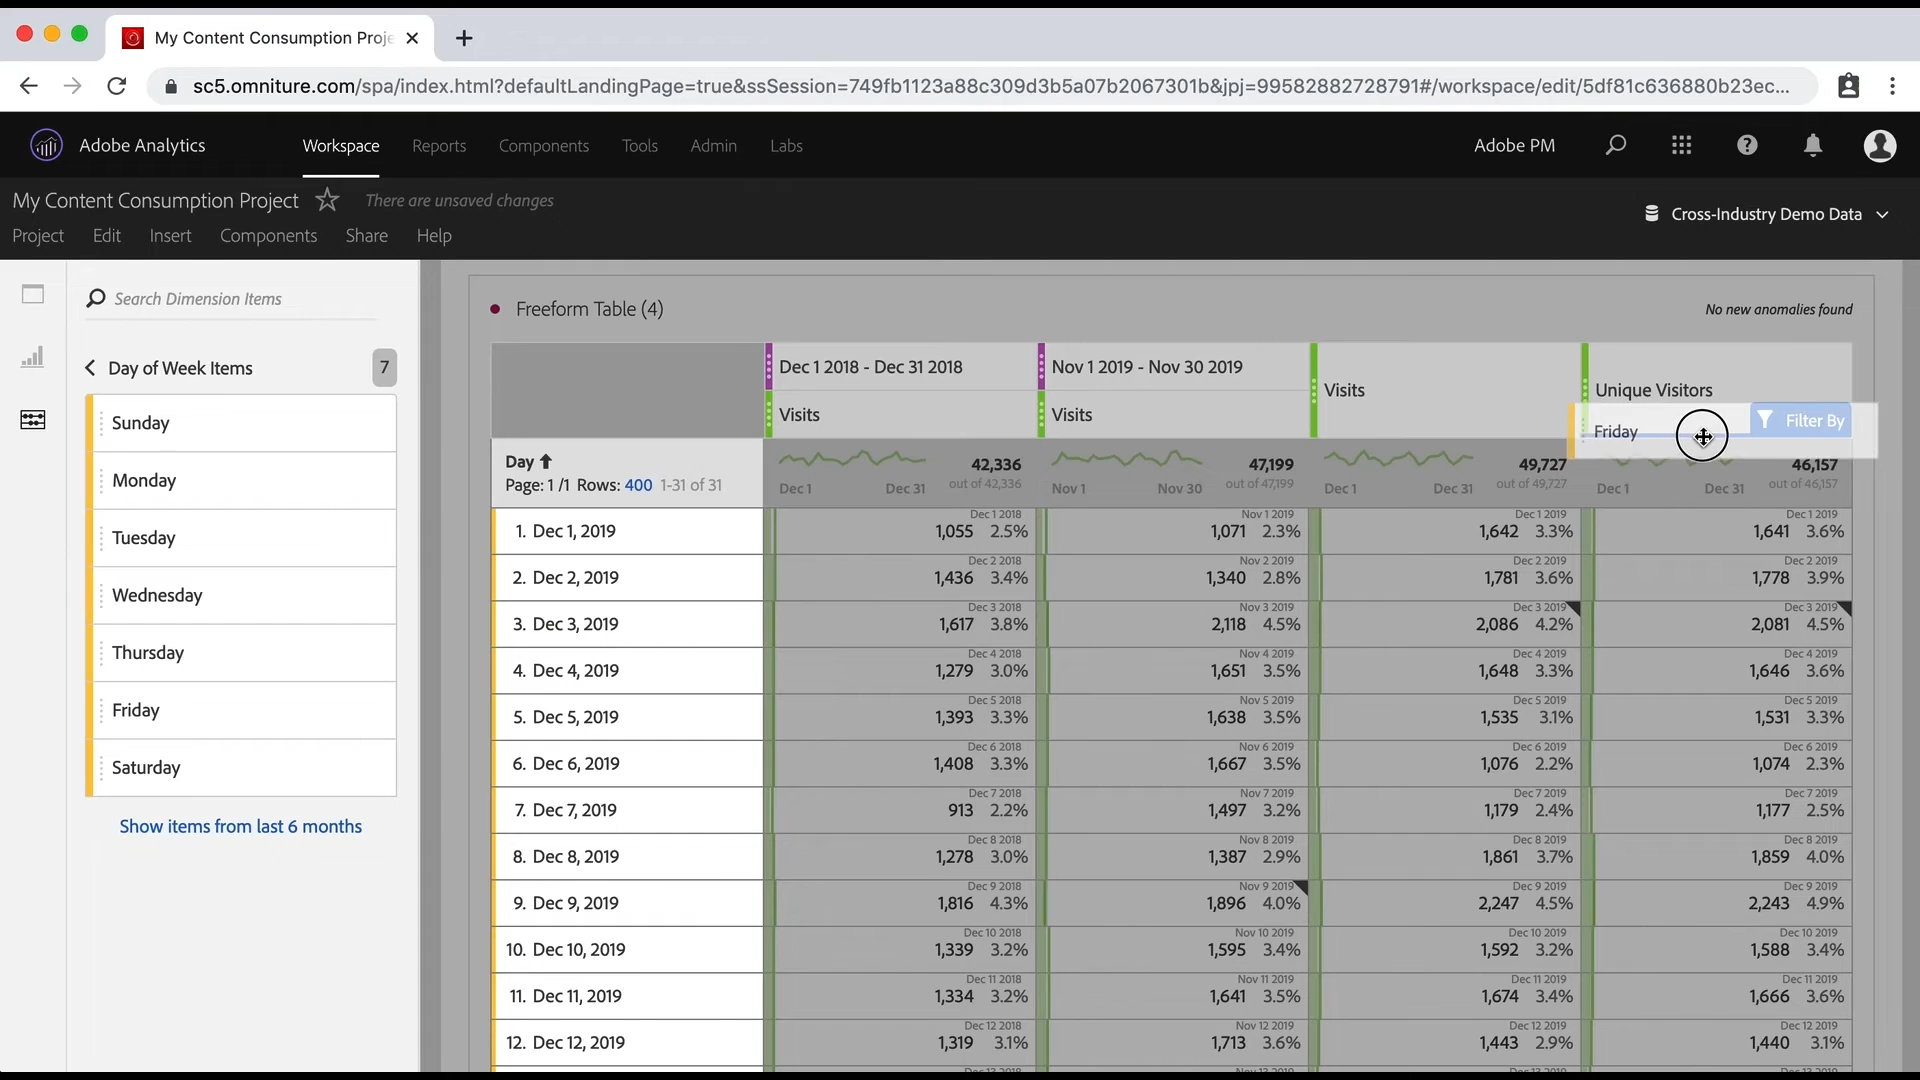 My Content Consumption Proje
sc5.omniture.com/spa/index.html?defaultLandingPage=true&ssSession=749fb1123a88c309d3b5a07b2067301b&jpj=99582882728791#/workspace/edit/5df81c636880b23ec...
Adobe Analytics Workspace Reports Components Tools Admin Labs Adobe PM
My Content Consumption Project There are unsaved changes
Project Edit Insert Components Share Help
Cross-Industry Demo Data
Search Dimension Items
Day of Week Items 7
Sunday
Monday
Tuesday
Wednesday
Thursday
Friday
Saturday
Show items from last 6 months
Freeform Table (4)
No new anomalies found
Dec 1 2018 - Dec 31 2018 Nov 1 2019 - Nov 30 2019
Visits Visits Visits Unique Visitors
Friday Filter By
Day
Page: 1 /1 Rows: 400 1-31 of 31
42,336 47,199 49,727 46,157
out of 42,336 out of 47,199 out of 49,727 out of 46,157
Dec 1 Dec 31 Nov 1 Nov 30 Dec 1 Dec 31 Dec 1 Dec 31
Dec 1 2018 Nov 1 2019 Dec 1 2019 Dec 1 2019
1. Dec 1, 2019 1,055 2.5% 1,071 2.3% 1,642 3.3% 1,641 3.6%
Dec 2 2018 Nov 2 2019 Dec 2 2019 Dec 2 2019
2. Dec 2, 2019 1,436 3.4% 1,340 2.8% 1,781 3.6% 1,778 3.9%
Dec 3 2018 Nov 3 2019 Dec 3 2019 Dec 3 2019
3. Dec 3, 2019 1,617 3.8% 2,118 4.5% 2,086 4.2% 2,081 4.5%
Dec 4 2018 Nov 4 2019 Dec 4 2019 Dec 4 2019
4. Dec 4, 2019 1,279 3.0% 1,651 3.5% 1,648 3.3% 1,646 3.6%
Dec 5 2018 Nov 5 2019 Dec 5 2019 Dec 5 2019
5. Dec 5, 2019 1,393 3.3% 1,638 3.5% 1,535 3.1% 1,531 3.3%
Dec 6 2018 Nov 6 2019 Dec 6 2019 Dec 6 2019
6. Dec 6, 2019 1,408 3.3% 1,667 3.5% 1,076 2.2% 1,074 2.3%
Dec 7 2018 Nov 7 2019 Dec 7 2019 Dec 7 2019
7. Dec 7, 2019 913 2.2% 1,497 3.2% 1,179 2.4% 1,177 2.5%
Dec 8 2018 Nov 8 2019 Dec 8 2019 Dec 8 2019
8. Dec 8, 2019 1,278 3.0% 1,387 2.9% 1,861 3.7% 1,859 4.0%
Dec 9 2018 Nov 9 2019 Dec 9 2019 Dec 9 2019
9. Dec 9, 2019 1,816 4.3% 1,896 4.0% 2,247 4.5% 2,243 4.9%
Dec 10 2018 Nov 10 2019 Dec 10 2019 Dec 10 2019
10. Dec 10, 2019 1,339 3.2% 1,595 3.4% 1,592 3.2% 1,588 3.4%
Dec 11 2018 Nov 11 2019 Dec 11 2019 Dec 11 2019
11. Dec 11, 2019 1,334 3.2% 1,641 3.5% 1,674 3.4% 1,666 3.6%
Dec 12 2018 Nov 12 2019 Dec 12 2019 Dec 12 2019
12. Dec 12, 2019 1,319 3.1% 1,713 3.6% 1,443 2.9% 1,440 3.1%